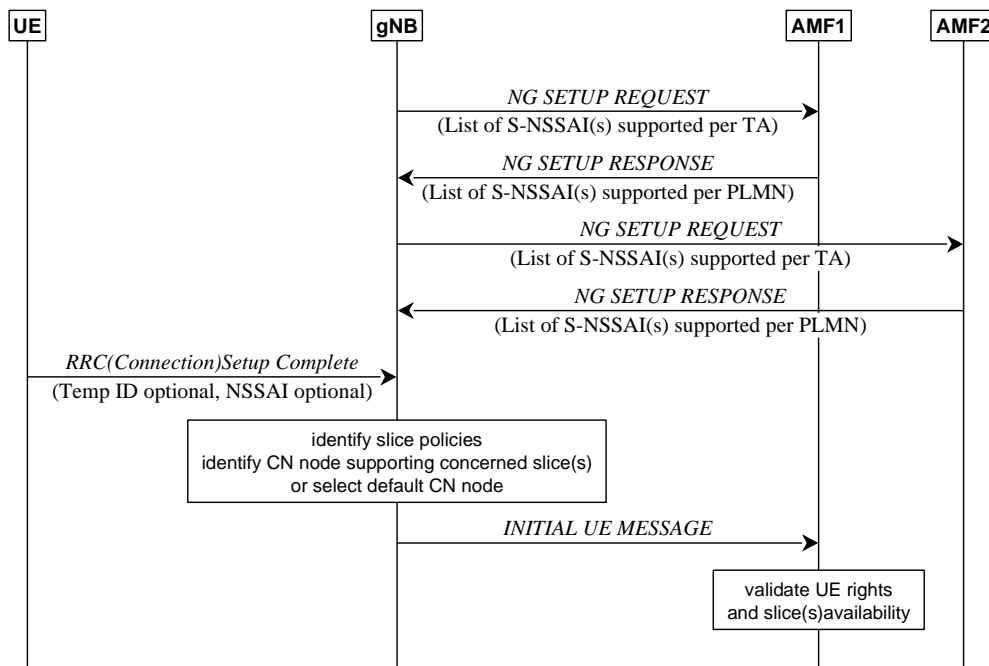 UE gNB AMF1 AMF2
NG SETUP REQUEST
(List of S-NSSAI(s) supported per TA)
NG SETUP RESPONSE
(List of S-NSSAI(s) supported per PLMN)
NG SETUP REQUEST
(List of S-NSSAI(s) supported per TA)
NG SETUP RESPONSE
(List of S-NSSAI(s) supported per PLMN)
RRC(Connection)Setup Complete
(Temp ID optional, NSSAI optional)
identify slice policies
identify CN node supporting concerned slice(s)
or select default CN node
INITIAL UE MESSAGE
validate UE rights
and slice(s)availability